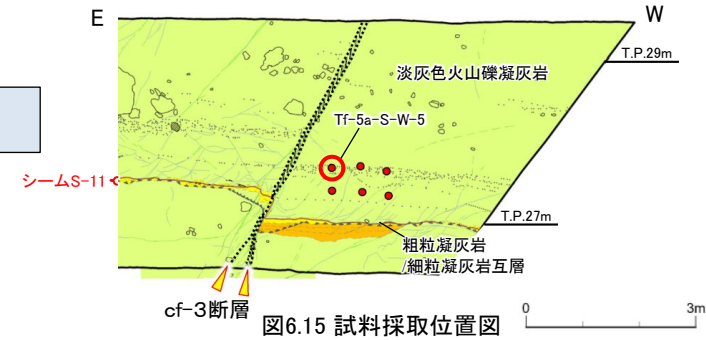 E
W
T.P.29m
淡灰色火山礫凝灰岩
Tf-5a-S-W-5
シームS-11
T.P.27m
粗粒凝灰岩
/細粒凝灰岩互層
cf-3断層
0
3m
図6.15 試料採取位置図